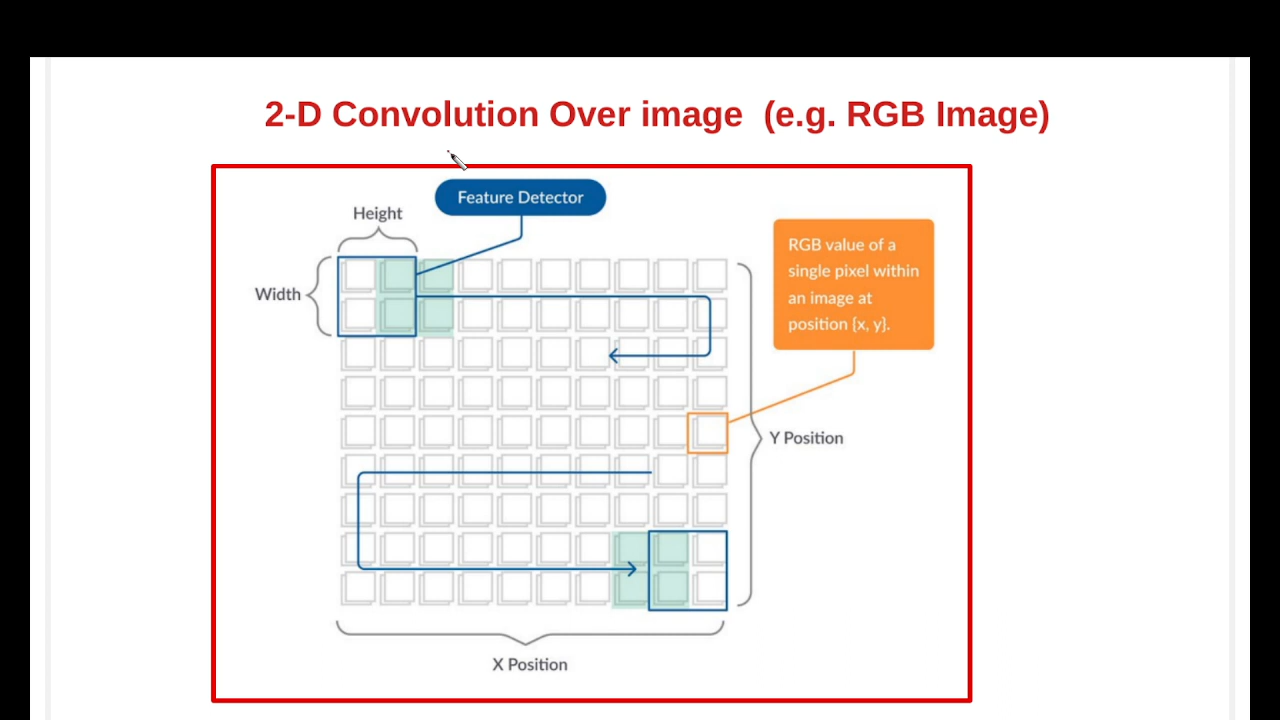 2-D Convolution Over image (e.g. RGB Image)
Feature Detector
Height
Width
RGB value of a
single pixel within
an image at
position {x, y}.
Y Position
X Position